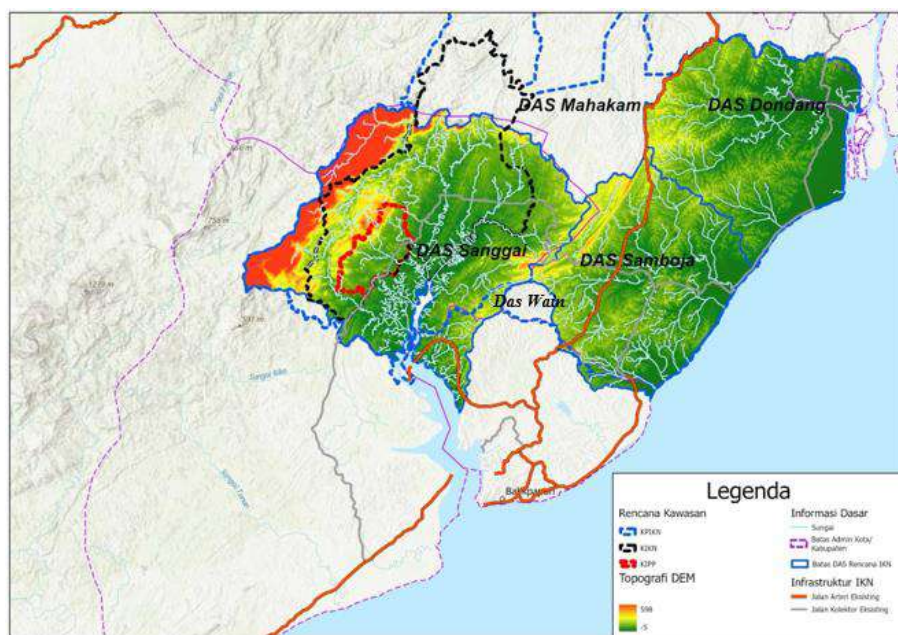 DAS Mahakam
DAS Dondang
DAS Sanggai
DAS Samboja
Das Wain
Balikpapan
Legenda
Rencana Kawasan
KPIKN
KIKN
KIPP
Topografi DEM
598
-5
Informasi Dasar
Sungai
Batas Admin Kota/
Kabupaten
Batas DAS Rencana IKN
Infrastruktur IKN
Jalan Arteri Eksisting
Jalan Kolektor Eksisting